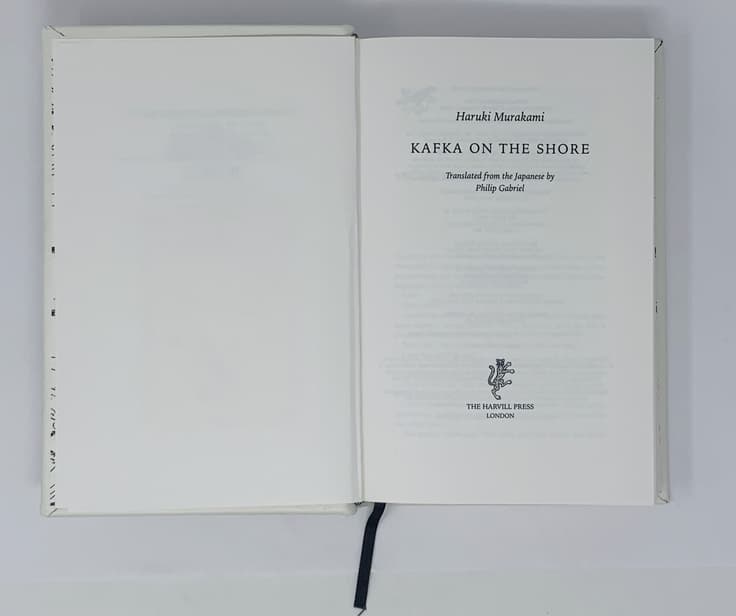 Haruki Murakami
KAFKA ON THE SHORE
Translated from the Japanese by
Philip Gabriel
THE HARVILL PRESS
LONDON